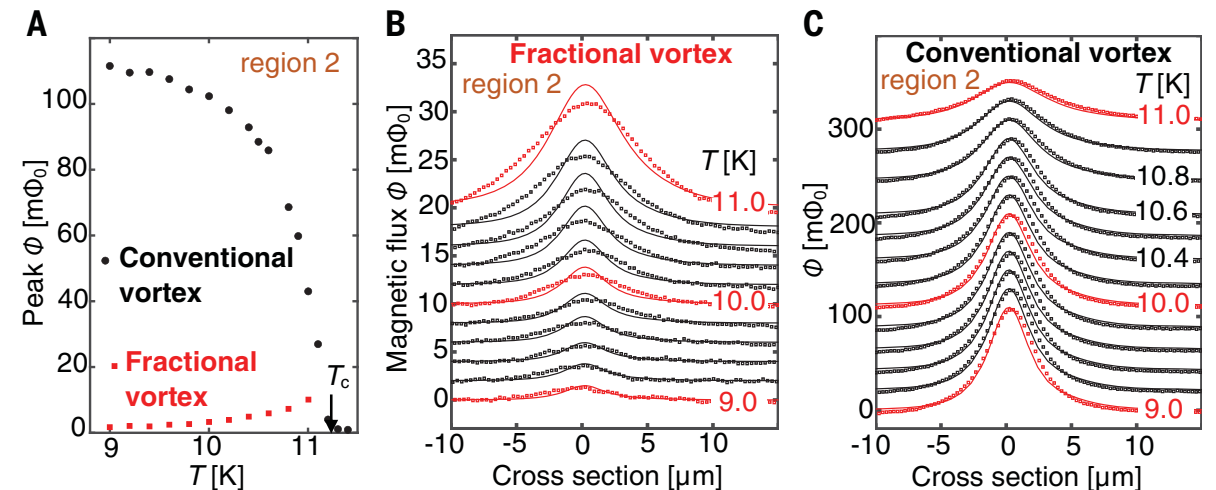 A
region 2
Peak Φ [mΦ₀]
100
80
60
40
20
0
Conventional
vortex
Fractional
vortex
Tc
9
10
11
T [K]
B
Fractional vortex
region 2
Magnetic flux Φ [mΦ₀]
35
30
25
20
15
10
5
0
T [K]
11.0
10.0
9.0
-10
-5
0
5
10
Cross section [µm]
C
Conventional vortex
region 2
T [K]
Φ [mΦ₀]
300
200
100
0
11.0
10.8
10.6
10.4
10.0
9.0
-10
-5
0
5
10
Cross section [µm]